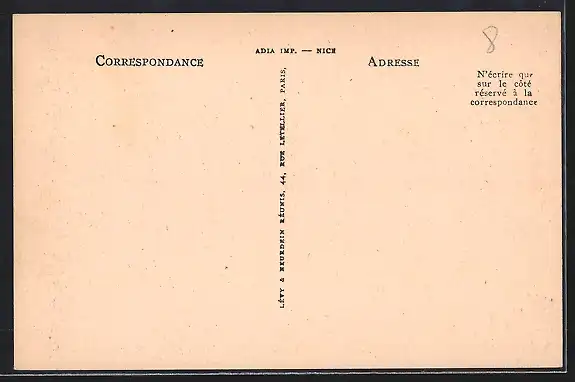 ADIA IMP. — NICE
CORRESPONDANCE
ADRESSE
8
N'écrire que
sur le côté
réservé à la
correspondance
LÉVY & NEURDEIN RÉUNIS, 44, RUE LETELLIER, PARIS,